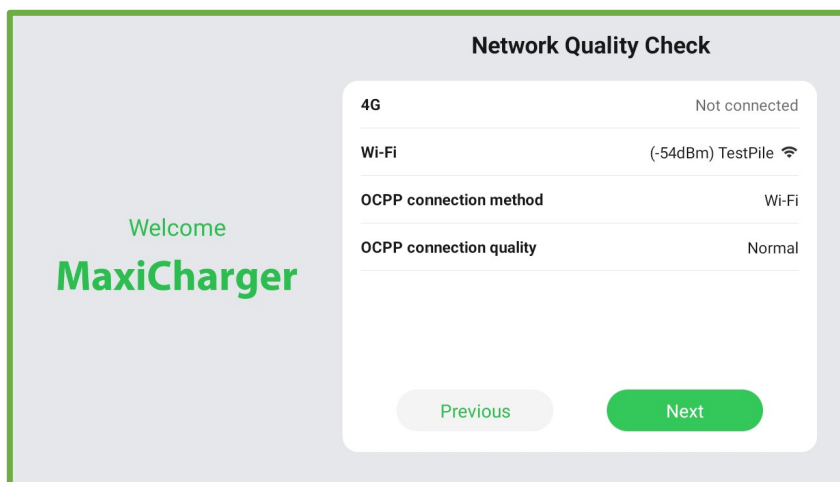 Network Quality Check
4G Not connected
Wi-Fi (-54dBm) TestPile
OCPP connection method Wi-Fi
OCPP connection quality Normal
Welcome
MaxiCharger
Previous Next